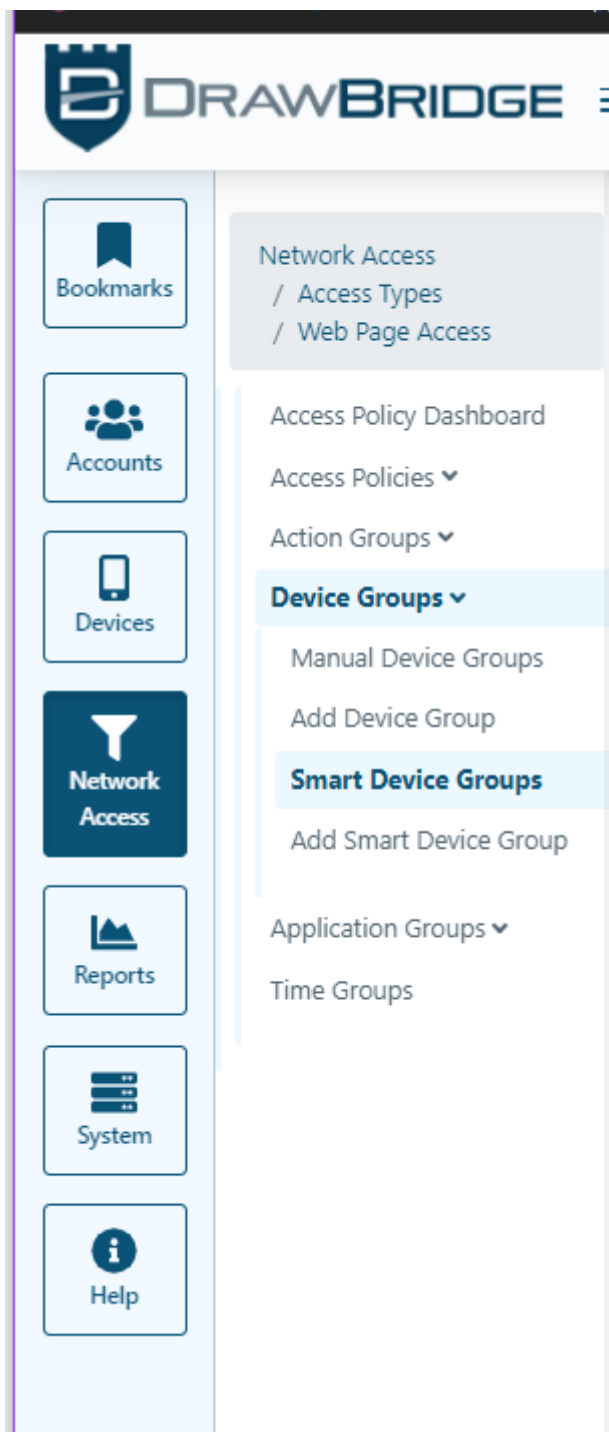 DRAWBRIDGE
Bookmarks
Accounts
Devices
Network
Access
Reports
System
Help
Network Access
/ Access Types
/ Web Page Access
Access Policy Dashboard
Access Policies
Action Groups
Device Groups
Manual Device Groups
Add Device Group
Smart Device Groups
Add Smart Device Group
Application Groups
Time Groups